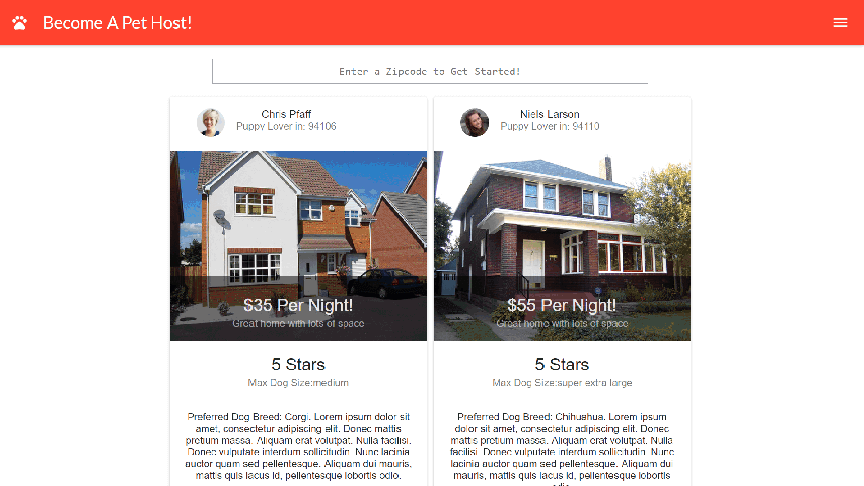 Become A Pet Host!
Enter a Zipcode to Get Started!
Chris Pfaff
Puppy Lover in: 94106
$35 Per Night!
Great home with lots of space
5 Stars
Max Dog Size:medium
Preferred Dog Breed: Corgi. Lorem ipsum dolor sit
amet, consectetur adipiscing elit. Donec mattis
pretium massa. Aliquam erat volutpat. Nulla facilisi.
Donec vulputate interdum sollicitudin. Nunc lacinia
auctor quam sed pellentesque. Aliquam dui mauris,
mattis quis lacus id, pellentesque lobortis odio.
Niels Larson
Puppy Lover in: 94110
$55 Per Night!
Great home with lots of space
5 Stars
Max Dog Size:super extra large
Preferred Dog Breed: Chihuahua. Lorem ipsum
dolor sit amet, consectetur adipiscing elit. Donec
mattis pretium massa. Aliquam erat volutpat. Nulla
facilisi. Donec vulputate interdum sollicitudin. Nunc
lacinia auctor quam sed pellentesque. Aliquam dui
mauris, mattis quis lacus id, pellentesque lobortis